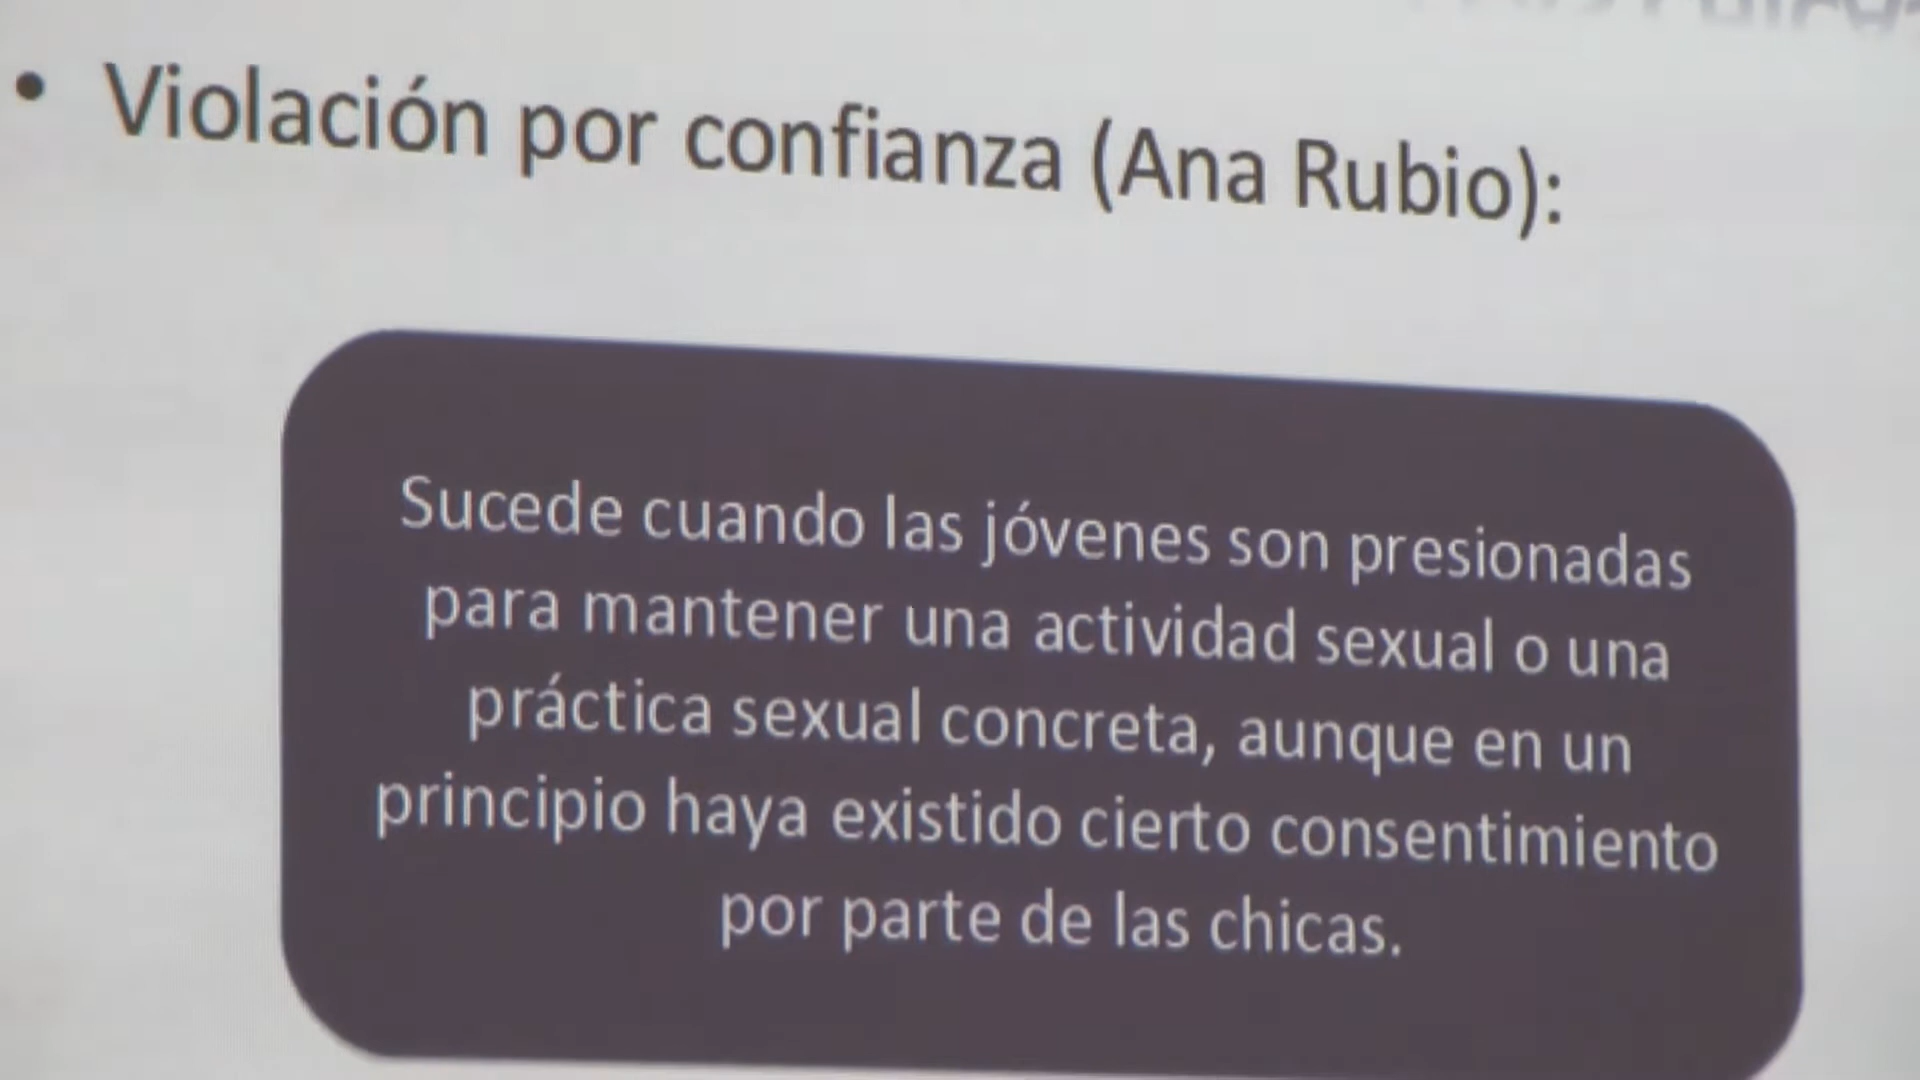 • Violación por confianza (Ana Rubio):
Sucede cuando las jóvenes son presionadas
para mantener una actividad sexual o una
práctica sexual concreta, aunque en un
principio haya existido cierto consentimiento
por parte de las chicas.